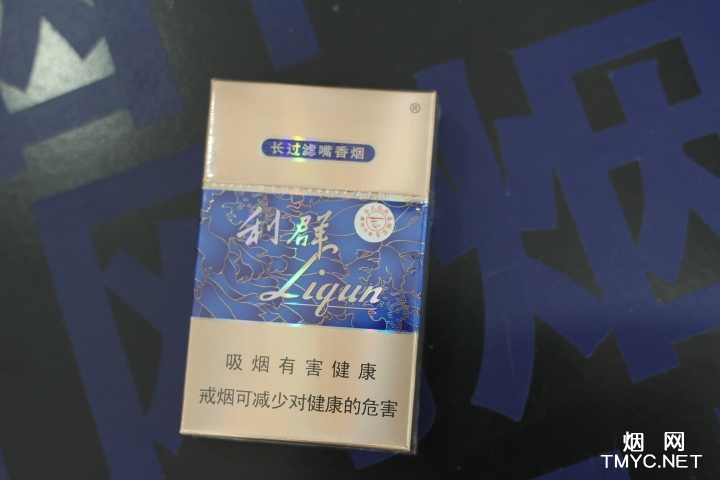 ®
长过滤嘴香烟
利群
Liqun
吸烟有害健康
戒烟可减少对健康的危害
烟网
TMYC.NET